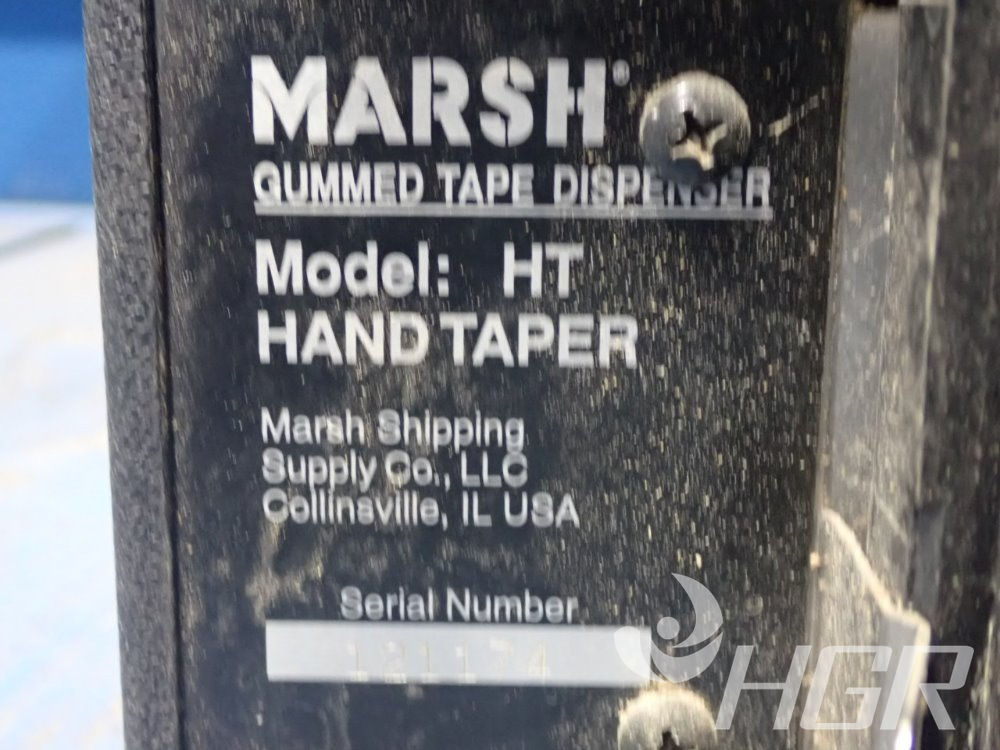 MARSH®
GUMMED TAPE DISPENSER
Model: HT
HAND TAPER
Marsh Shipping
Supply Co., LLC
Collinsville, IL USA
Serial Number
121174
HGR